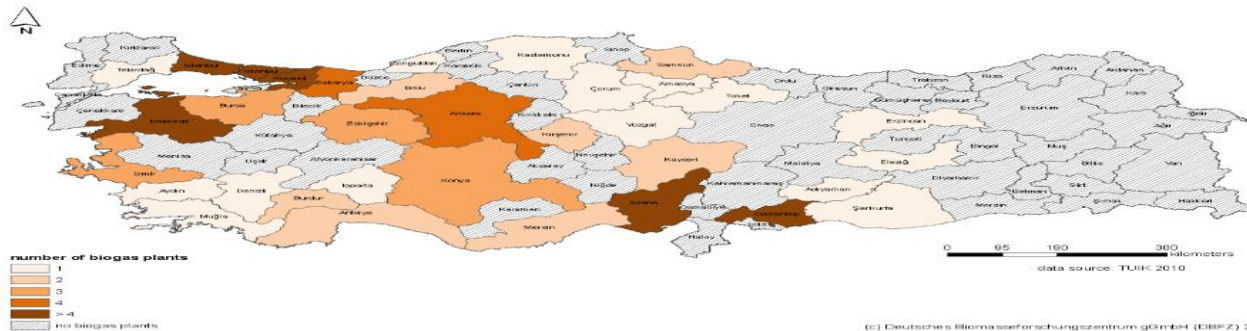 N
Kırklareli
Edirne
Tekirdağ
İstanbul
İstanbul
Kocaeli
Sakarya
Düzce
Zonguldak
Bartın
Karabük
Kastamonu
Sinop
Samsun
Ordu
Giresun
Trabzon
Rize
Artvin
Ardahan
Kars
Çanakkale
Balıkesir
Bursa
Bilecik
Bolu
Çankırı
Çorum
Amasya
Tokat
Gümüşhane
Bayburt
Erzurum
Iğdır
Ağrı
Kütahya
Eskişehir
Ankara
Kırıkkale
Yozgat
Sivas
Erzincan
Tunceli
Bingöl
Muş
Manisa
Uşak
Afyonkarahisar
Kırşehir
Nevşehir
Kayseri
Malatya
Elazığ
Bitlis
Van
İzmir
Aksaray
Niğde
Kahramanmaraş
Diyarbakır
Batman
Siirt
Aydın
Denizli
Isparta
Konya
Adıyaman
Mardin
Şırnak
Hakkari
Muğla
Burdur
Antalya
Karaman
Mersin
Adana
Osmaniye
Gaziantep
Kilis
Şanlıurfa
Hatay
number of biogas plants
1
2
3
4
>4
no biogas plants
0 95 190 380
kilometers
data source: TUIK 2010
(c) Deutsches Biomasseforschungszentrum gGmbH (DBFZ)